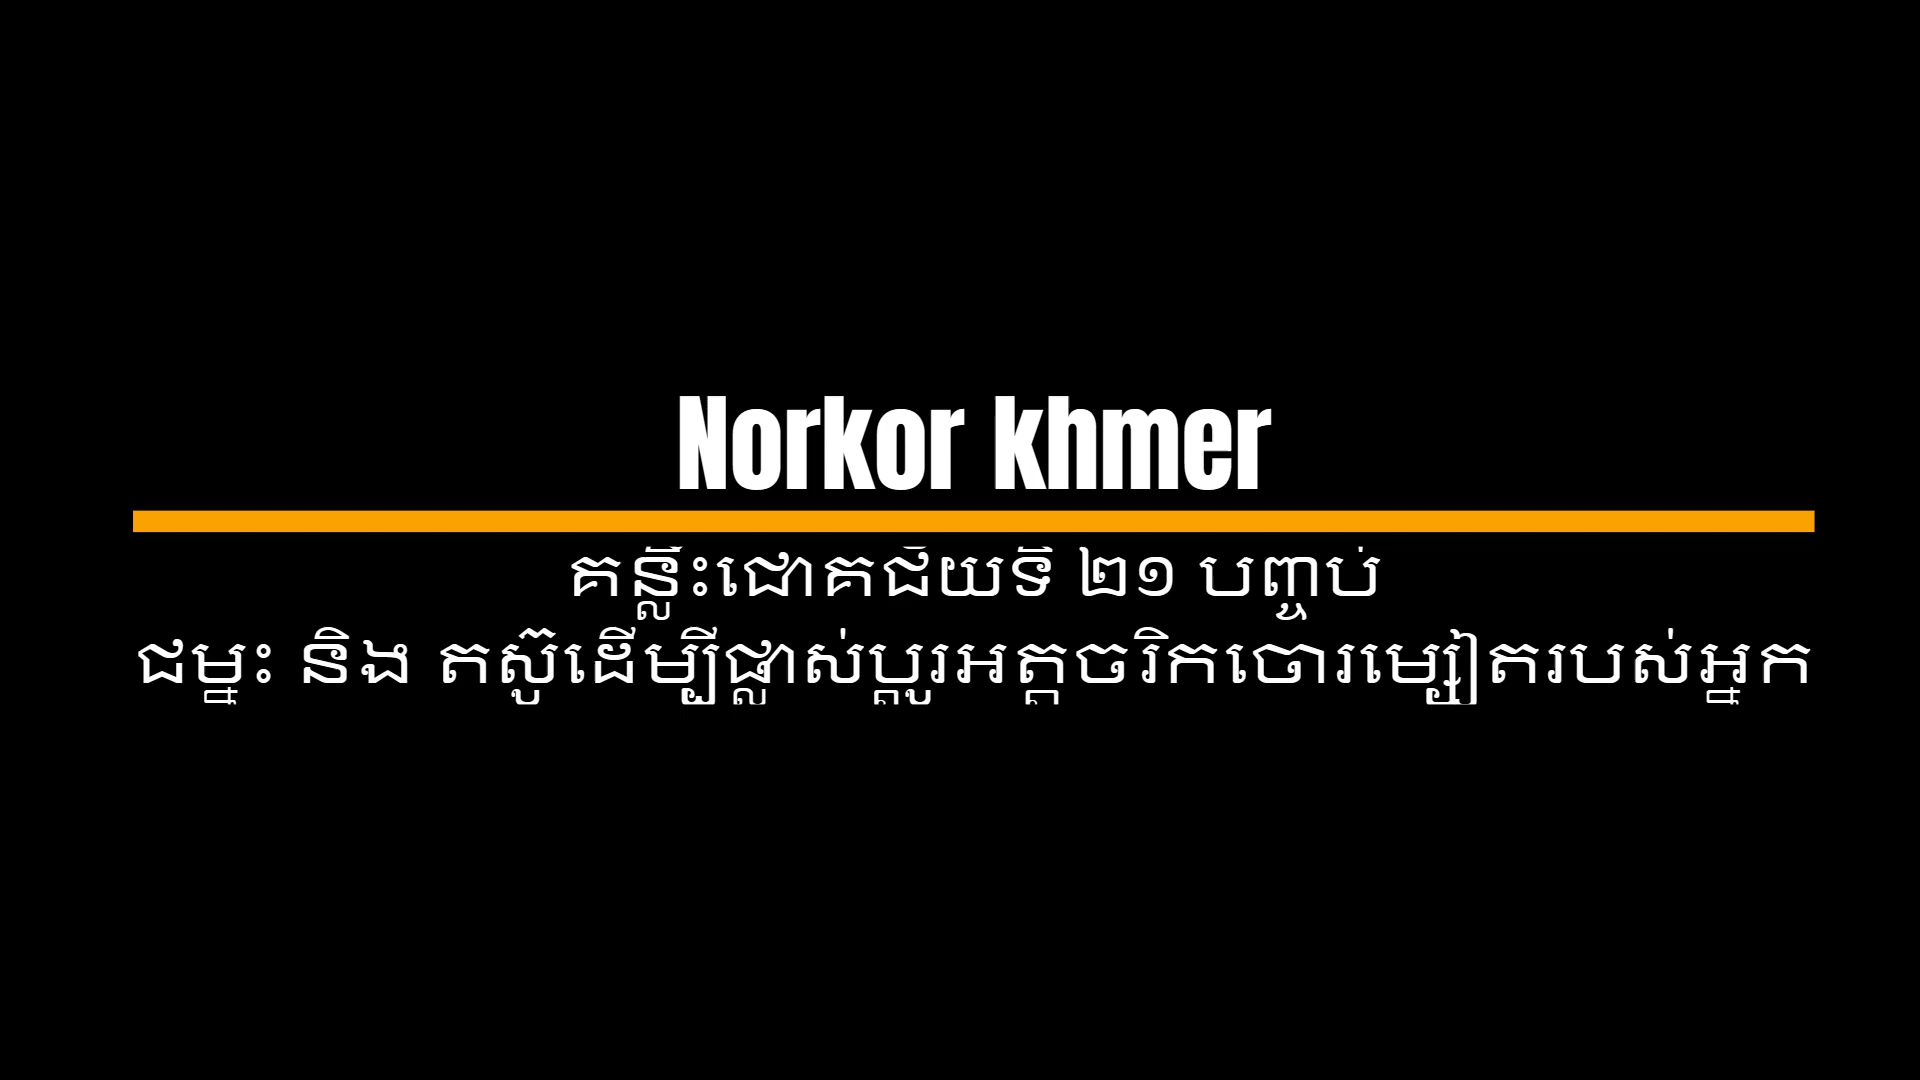 Norkor khmer
គន្លឹះជោគជ័យទី ២១ បញ្ចប់
ជម្នះ និង តស៊ូដើម្បីផ្លាស់ប្តូរអត្តចរិកចោរម្សៀតរបស់អ្នក